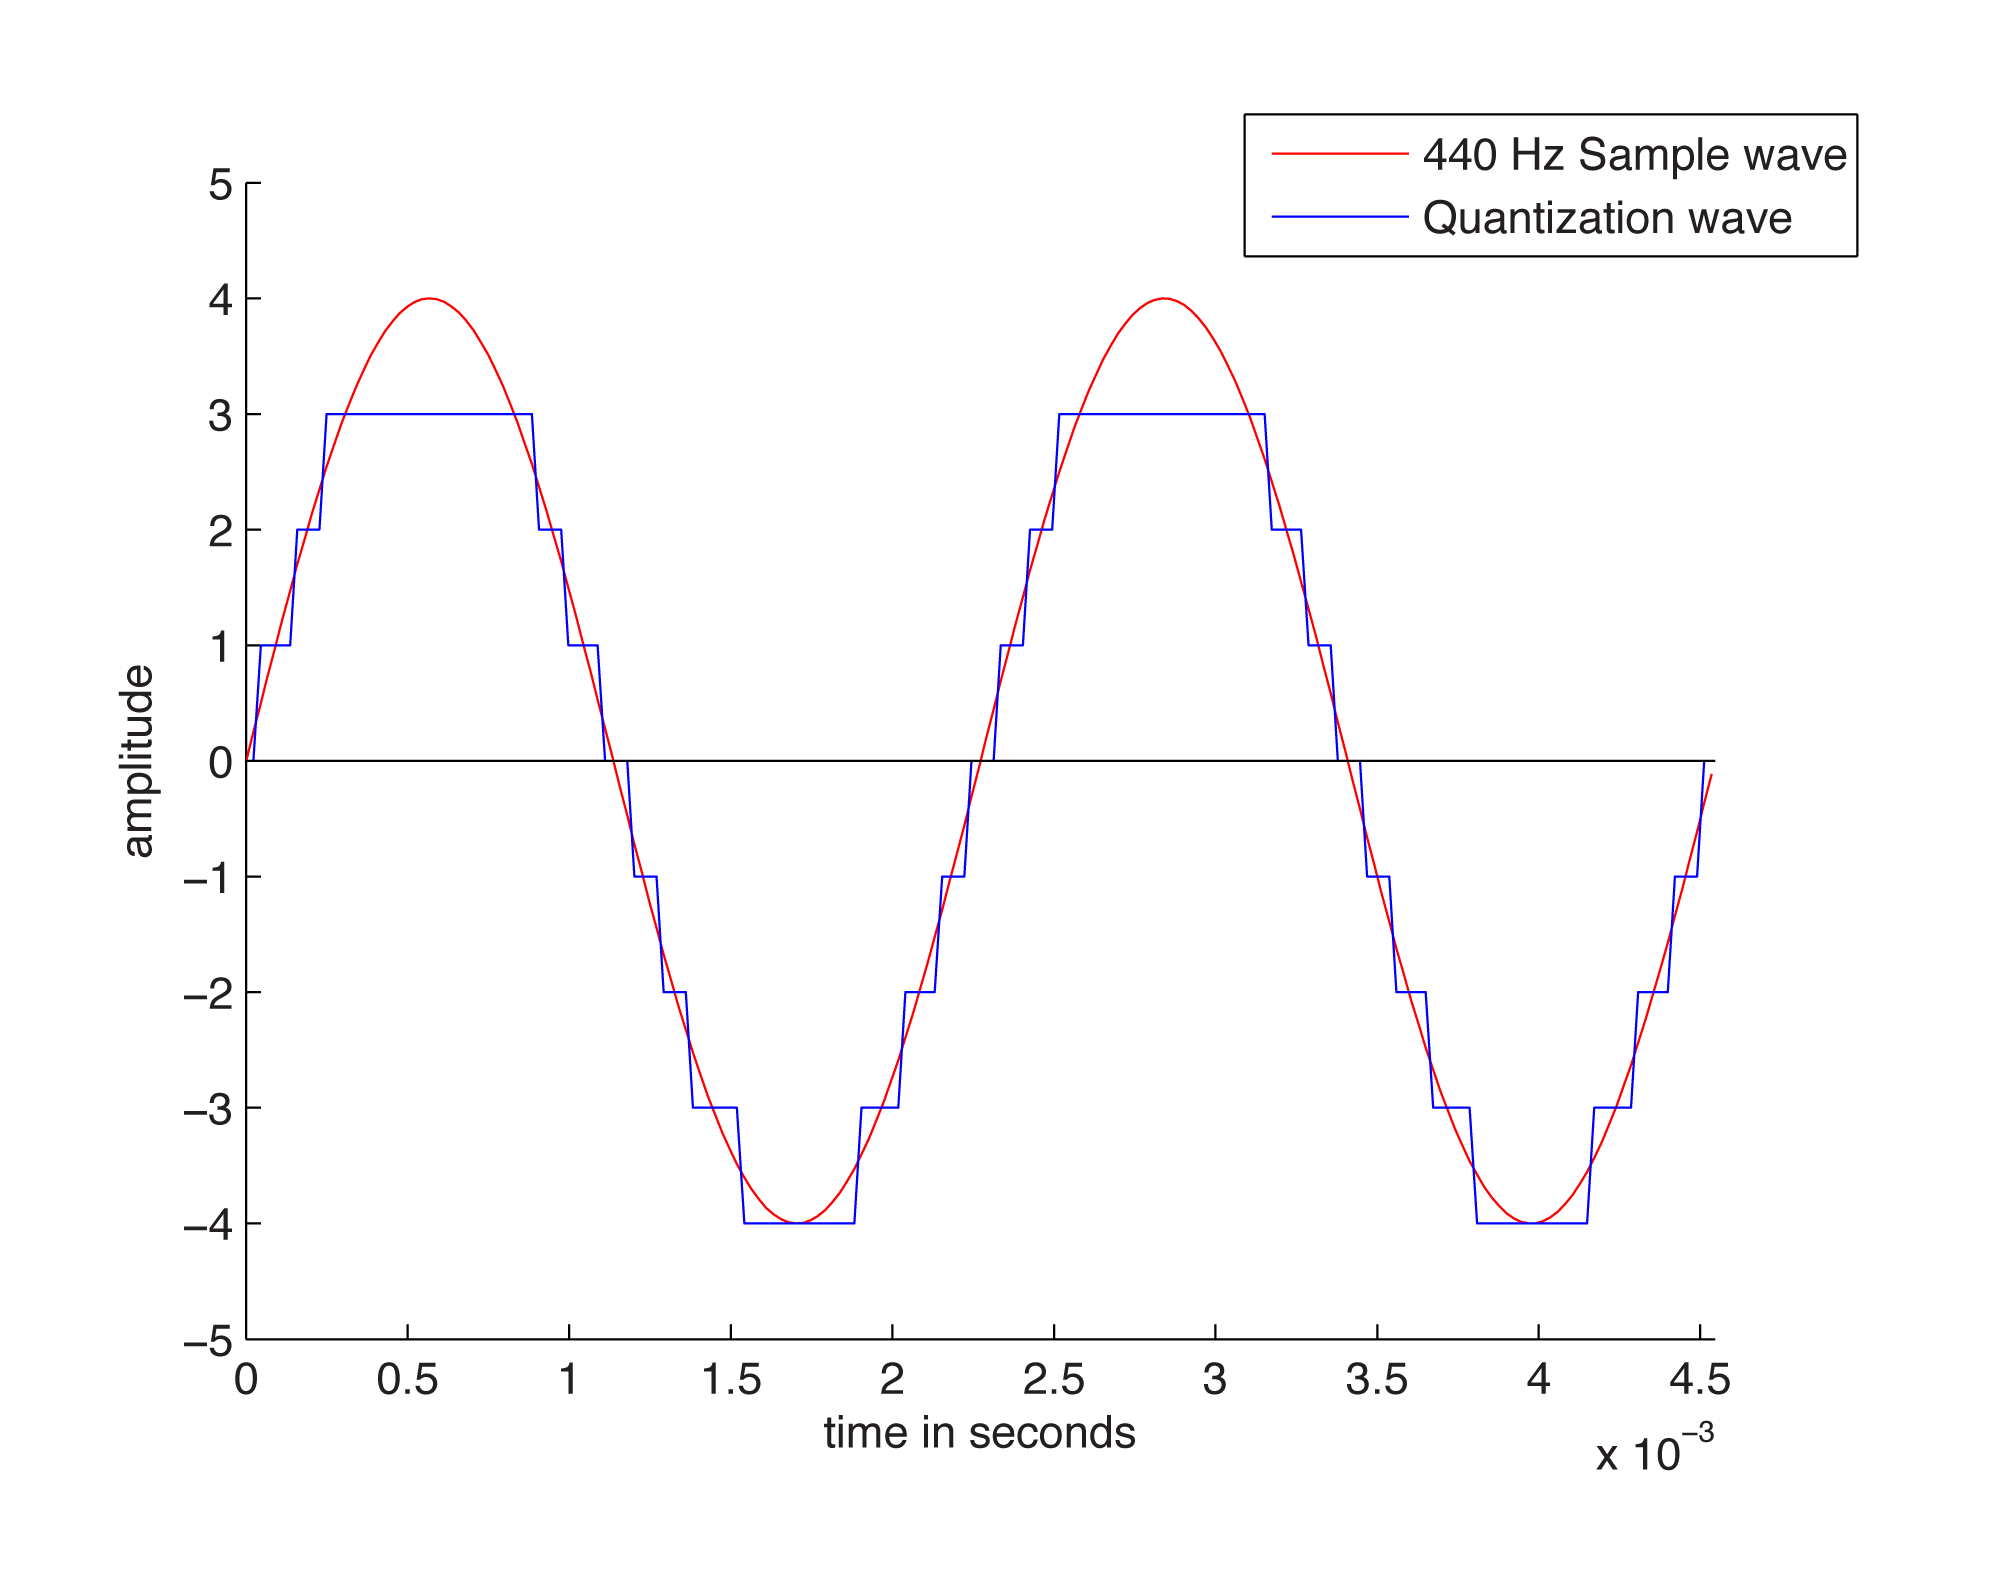 440 Hz Sample wave
Quantization wave
5
4
3
2
1
0
−1
−2
−3
−4
−5
amplitude
0 0.5 1 1.5 2 2.5 3 3.5 4 4.5
time in seconds
x 10−3